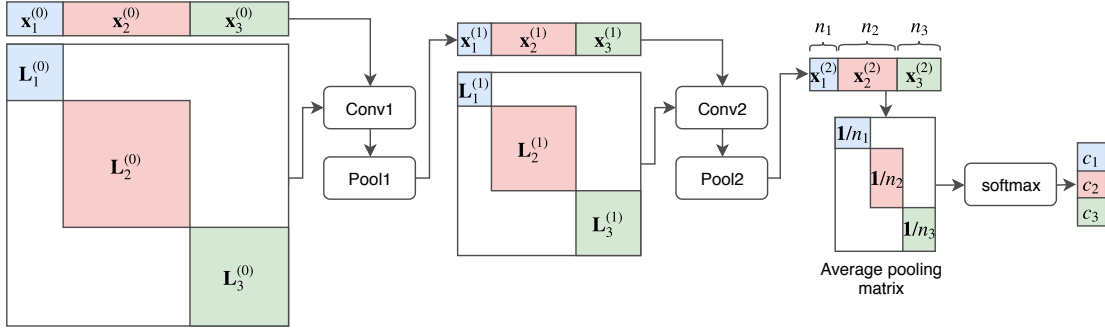 x₁⁽⁰⁾ x₂⁽⁰⁾ x₃⁽⁰⁾
L₁⁽⁰⁾
L₂⁽⁰⁾
L₃⁽⁰⁾
Conv1
Pool1
x₁⁽¹⁾ x₂⁽¹⁾ x₃⁽¹⁾
L₁⁽¹⁾
L₂⁽¹⁾
L₃⁽¹⁾
Conv2
Pool2
n₁ n₂ n₃
x₁⁽²⁾ x₂⁽²⁾ x₃⁽²⁾
1/n₁
1/n₂
1/n₃
Average pooling
matrix
softmax
c₁
c₂
c₃